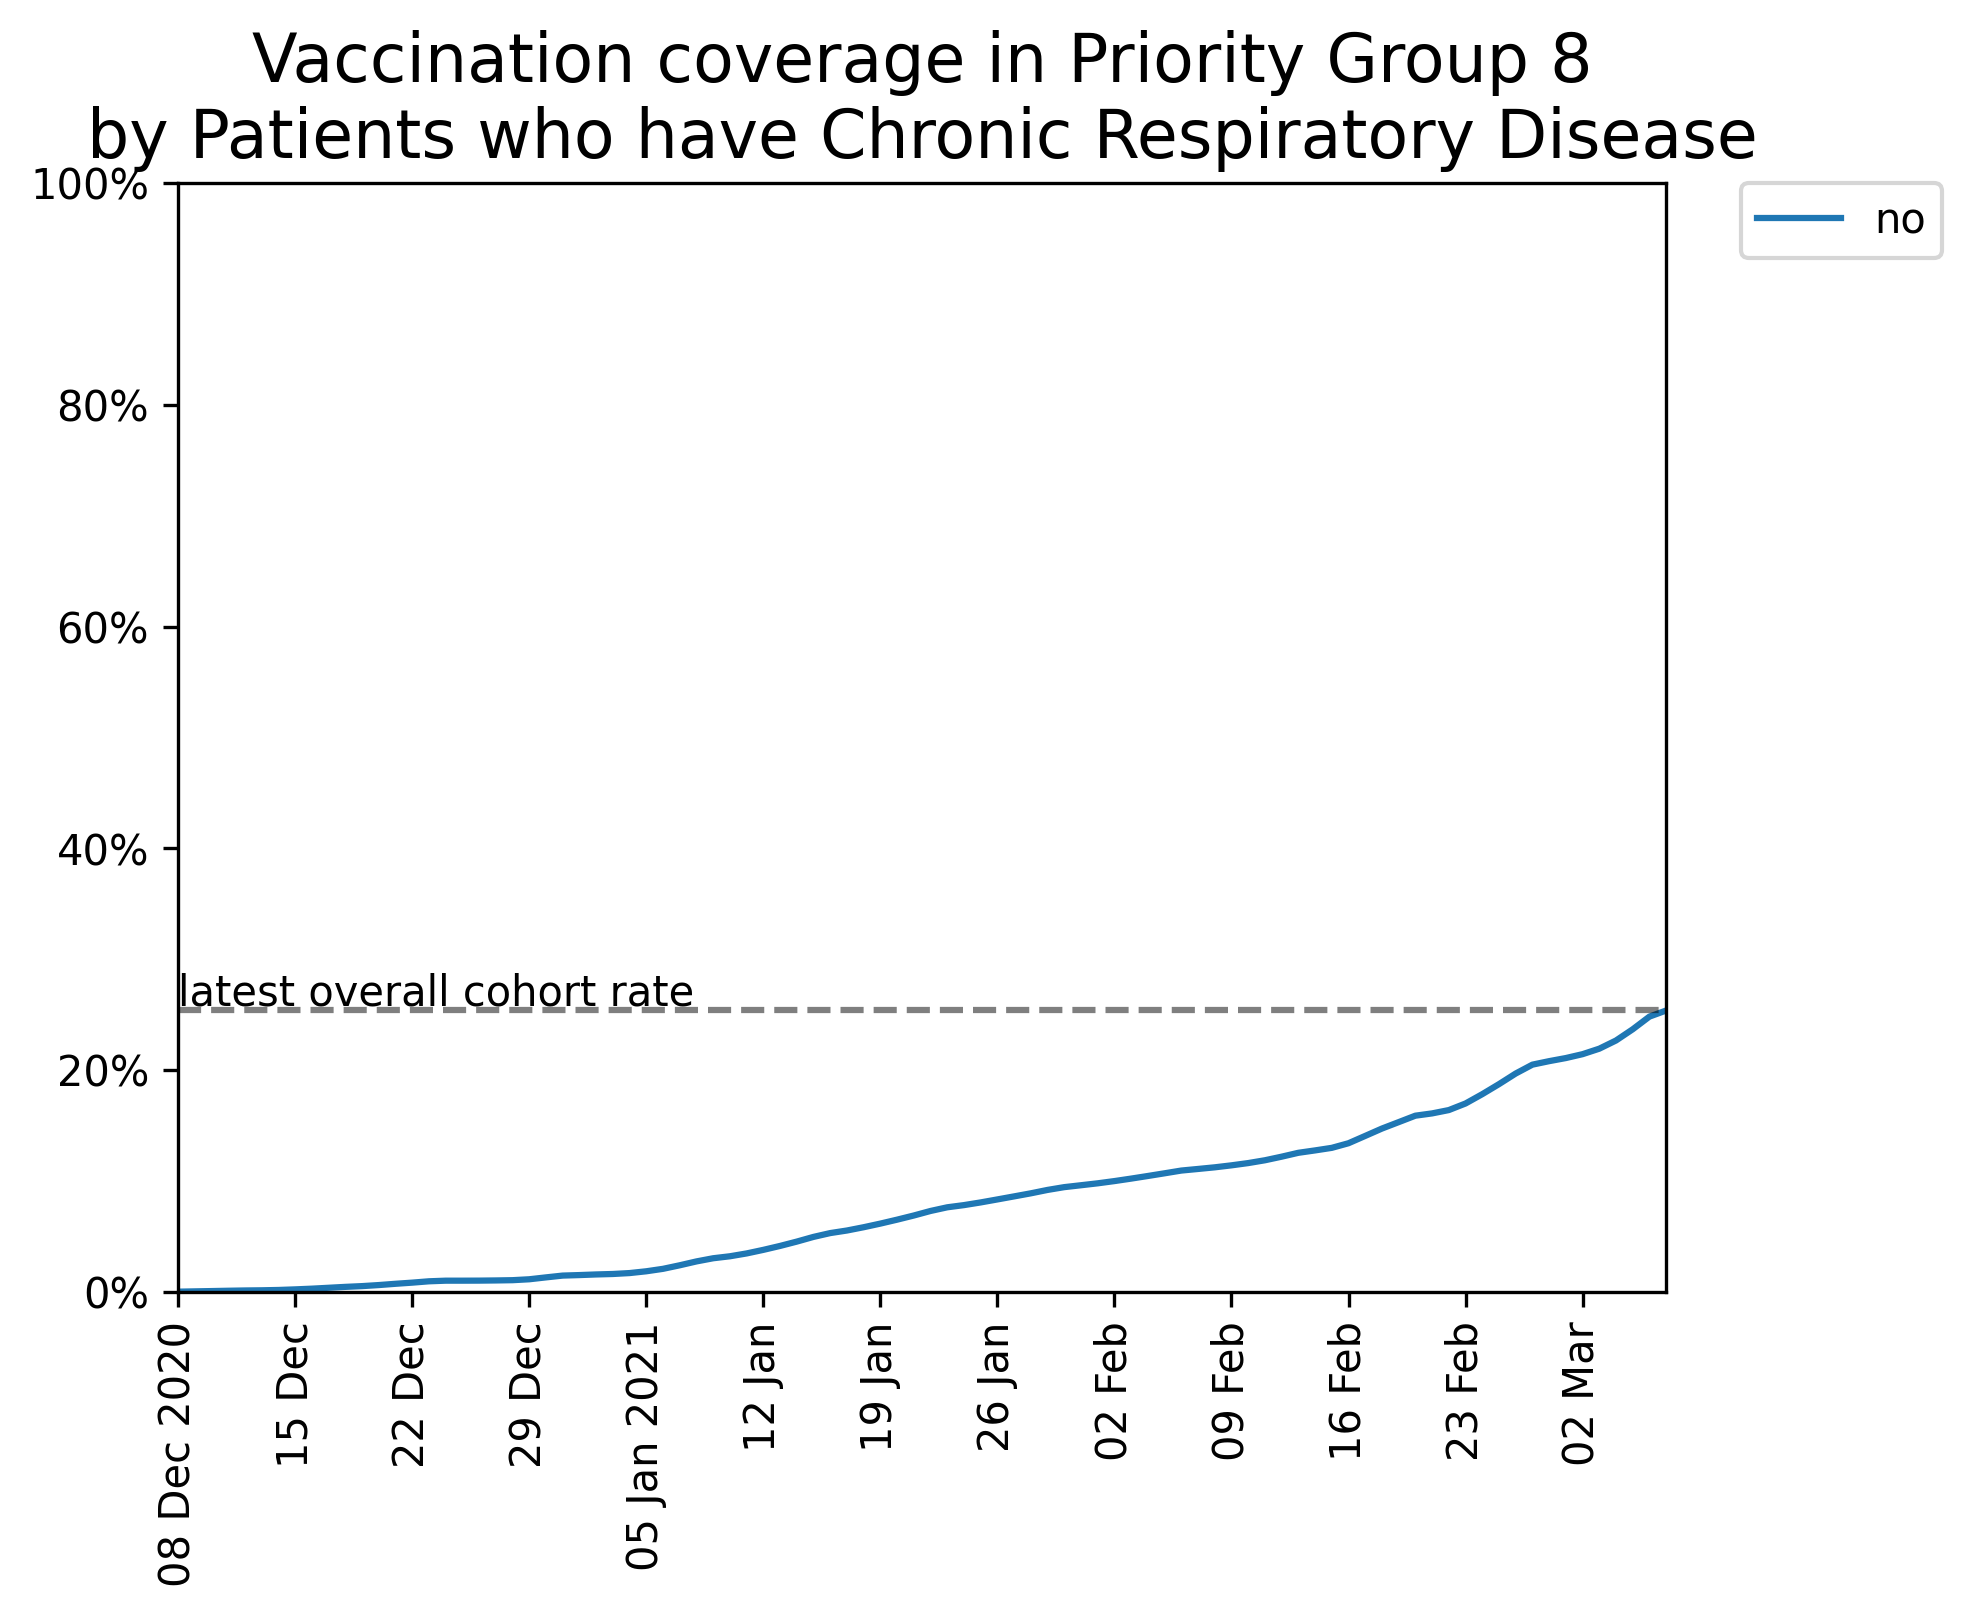 Vaccination coverage in Priority Group 8
by Patients who have Chronic Respiratory Disease
100%
80%
60%
40%
20%
0%
latest overall cohort rate
no
08 Dec 2020
15 Dec
22 Dec
29 Dec
05 Jan 2021
12 Jan
19 Jan
26 Jan
02 Feb
09 Feb
16 Feb
23 Feb
02 Mar